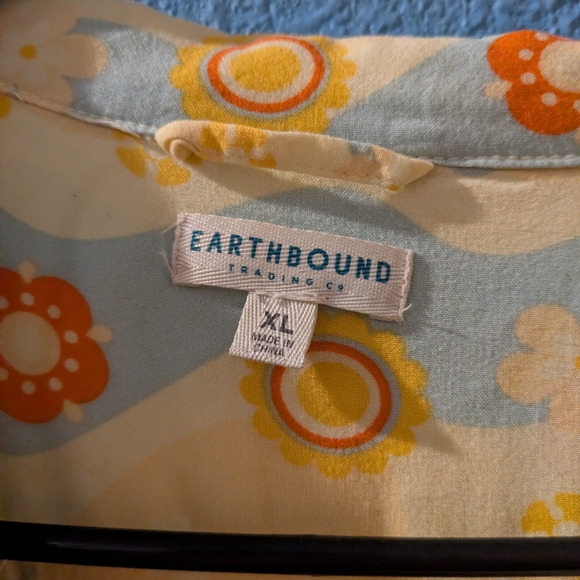 EARTHBOUND
TRADING Cº
XL
MADE IN
CHINA